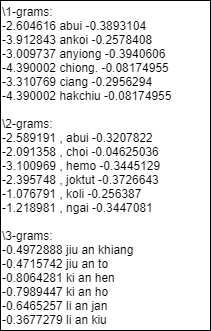 \1-grams:
-2.604616 abui -0.3893104
-3.912843 ankoi -0.2578408
-3.009737 anyiong -0.3940606
-4.390002 chiong. -0.08174955
-3.310769 ciang -0.2956294
-4.390002 hakchiu -0.08174955

\2-grams:
-2.589191 , abui -0.3207822
-2.091358 , choi -0.04625036
-3.100969 , hemo -0.3445129
-2.395748 , joktut -0.3726643
-1.076791 , koli -0.256387
-1.218981 , ngai -0.3447081

\3-grams:
-0.4972888 jiu an khiang
-0.4715742 jiu an to
-0.8064281 ki an hen
-0.7989447 ki an ho
-0.6465257 li an jan
-0.3677279 li an kiu